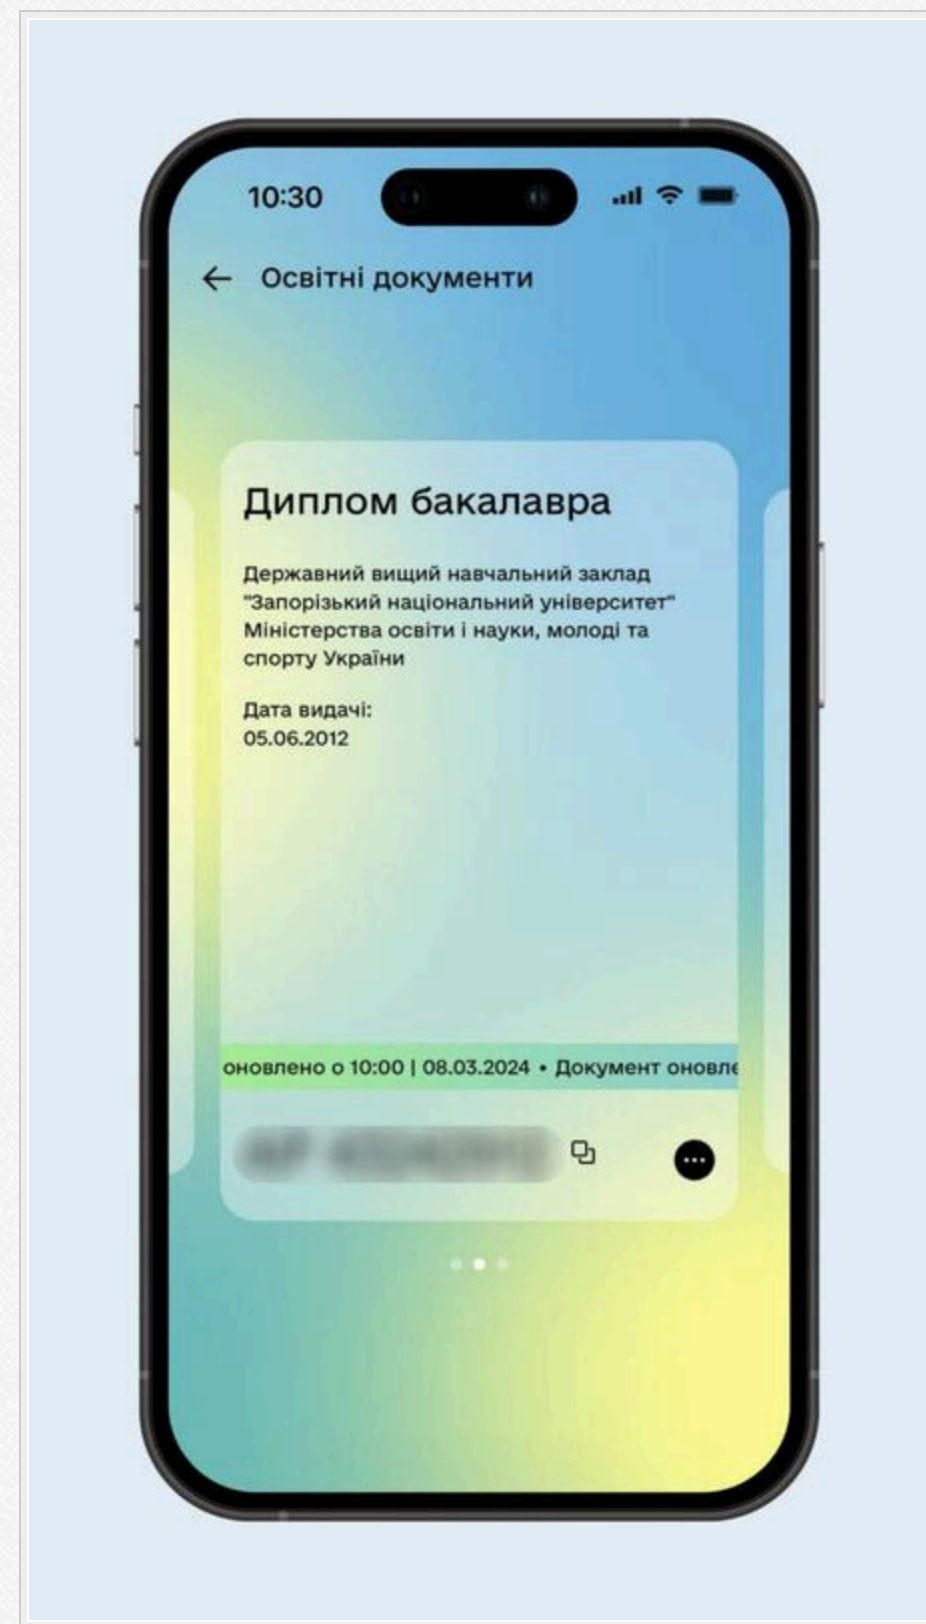 10:30
Освітні документи
Диплом бакалавра
Державний вищий навчальний заклад
"Запорізький національний університет"
Міністерства освіти і науки, молоді та
спорту України
Дата видачі:
05.06.2012
оновлено о 10:00 | 08.03.2024 • Документ оновле